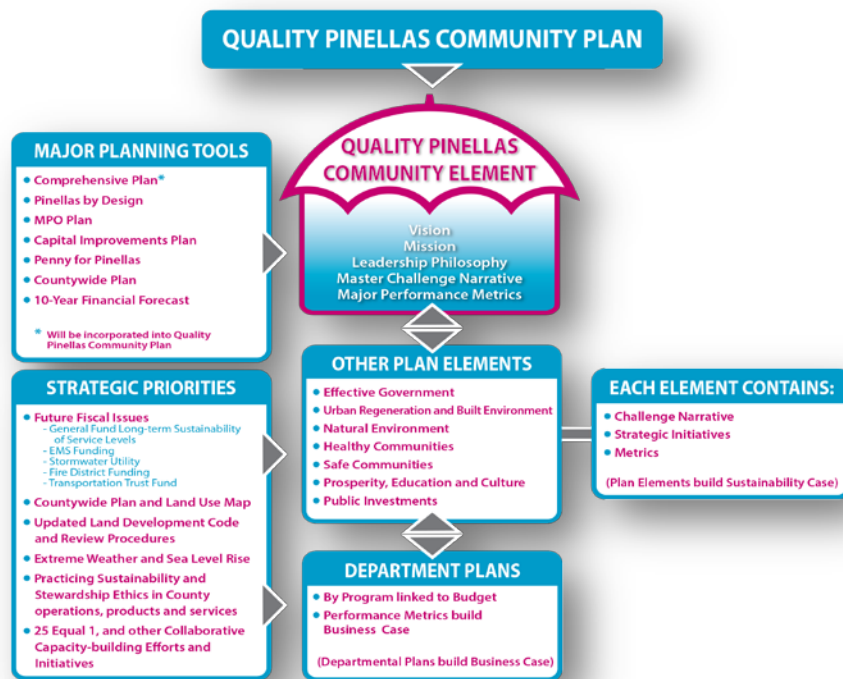 QUALITY PINELLAS COMMUNITY PLAN
QUALITY PINELLAS
COMMUNITY ELEMENT
Vision
Mission
Leadership Philosophy
Master Challenge Narrative
Major Performance Metrics
MAJOR PLANNING TOOLS
• Comprehensive Plan*
• Pinellas by Design
• MPO Plan
• Capital Improvements Plan
• Penny for Pinellas
• Countywide Plan
• 10-Year Financial Forecast
* Will be incorporated into Quality
Pinellas Community Plan
STRATEGIC PRIORITIES
• Future Fiscal Issues
- General Fund Long-term Sustainability
of Service Levels
- EMS Funding
- Stormwater Utility
- Fire District Funding
- Transportation Trust Fund
• Countywide Plan and Land Use Map
• Updated Land Development Code
and Review Procedures
• Extreme Weather and Sea Level Rise
• Practicing Sustainability and
Stewardship Ethics in County
operations, products and services
• 25 Equal 1, and other Collaborative
Capacity-building Efforts and
Initiatives
OTHER PLAN ELEMENTS
• Effective Government
• Urban Regeneration and Built Environment
• Natural Environment
• Healthy Communities
• Safe Communities
• Prosperity, Education and Culture
• Public Investments
EACH ELEMENT CONTAINS:
• Challenge Narrative
• Strategic Initiatives
• Metrics
(Plan Elements build Sustainability Case)
DEPARTMENT PLANS
• By Program linked to Budget
• Performance Metrics build
Business Case
(Departmental Plans build Business Case)